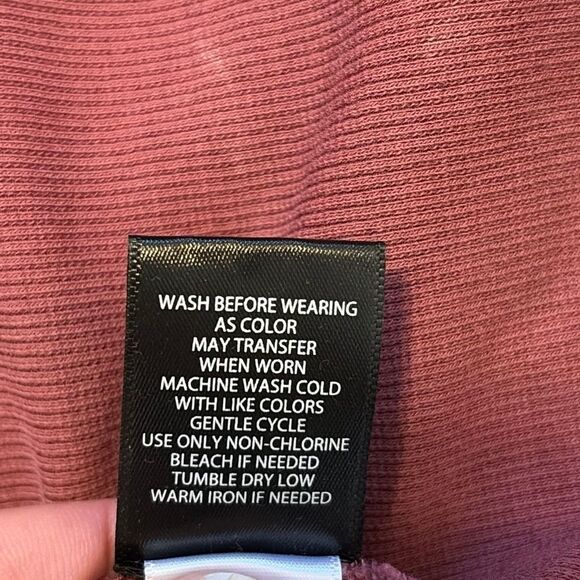 WASH BEFORE WEARING
AS COLOR
MAY TRANSFER
WHEN WORN
MACHINE WASH COLD
WITH LIKE COLORS
GENTLE CYCLE
USE ONLY NON-CHLORINE
BLEACH IF NEEDED
TUMBLE DRY LOW
WARM IRON IF NEEDED